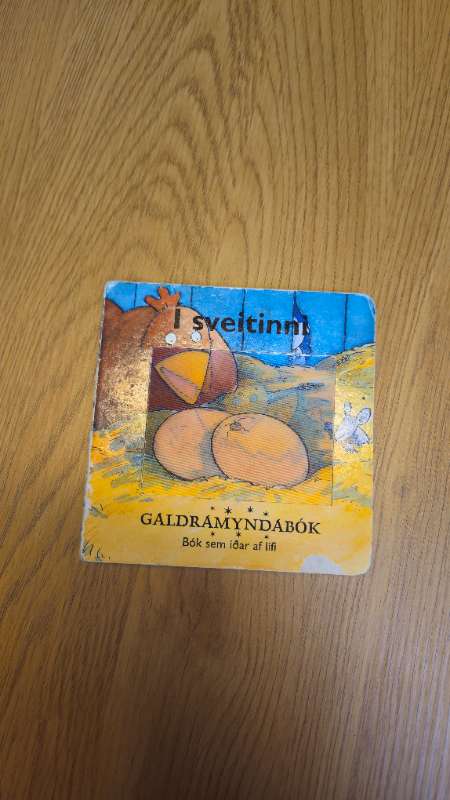 Í sveitinni
GALDRAMYNDABÓK
Bók sem iðar af lífi